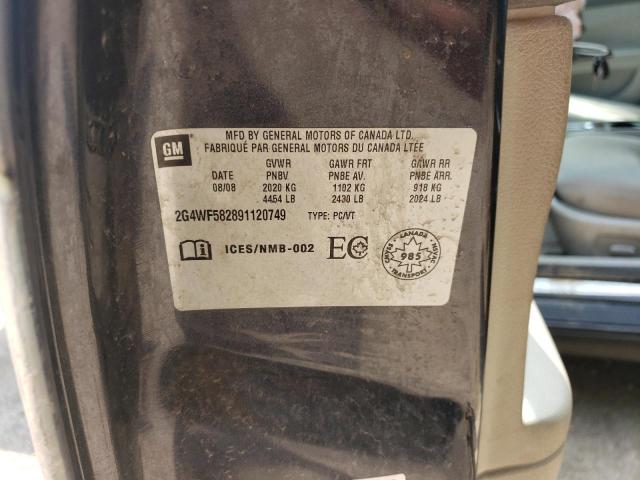 MFD BY GENERAL MOTORS OF CANADA LTD.
FABRIQUÉ PAR GENERAL MOTORS DU CANADA LTÉE
GM
GVWR GAWR FRT GAWR RR
DATE PNBV. PNBE AV. PNBE ARR.
08/08 2020 KG 1102 KG 918 KG
4454 LB 2430 LB 2024 LB
2G4WF582891120749 TYPE: PC/VT
ICES/NMB-002 EC
CANADA
985
TRANSPORT